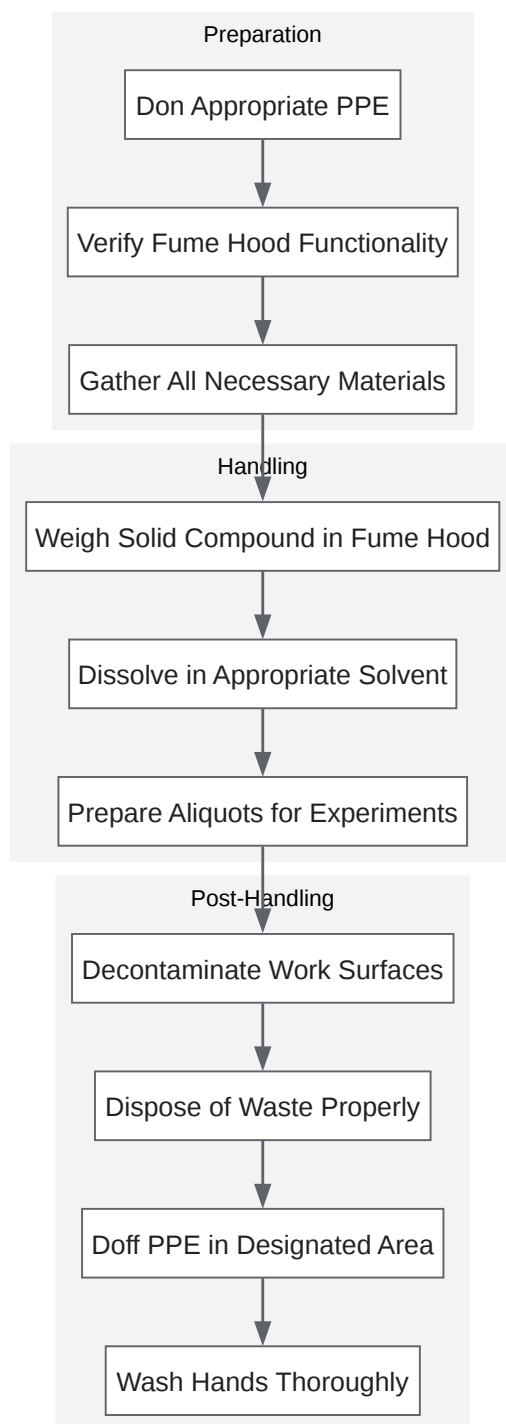 Preparation
Don Appropriate PPE
Verify Fume Hood Functionality
Gather All Necessary Materials
Handling
Weigh Solid Compound in Fume Hood
Dissolve in Appropriate Solvent
Prepare Aliquots for Experiments
Post-Handling
Decontaminate Work Surfaces
Dispose of Waste Properly
Doff PPE in Designated Area
Wash Hands Thoroughly